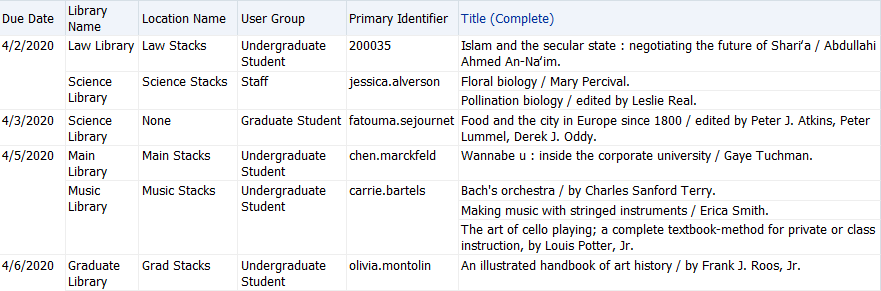 Due Date Library Name Location Name User Group Primary Identifier Title (Complete)
4/2/2020 Law Library Law Stacks Undergraduate Student 200035 Islam and the secular state : negotiating the future of Shariʻa / Abdullahi Ahmed An-Naʻim.
Science Library Science Stacks Staff jessica.alverson Floral biology / Mary Percival.
Pollination biology / edited by Leslie Real.
4/3/2020 Science Library None Graduate Student fatouma.sejournet Food and the city in Europe since 1800 / edited by Peter J. Atkins, Peter Lummel, Derek J. Oddy.
4/5/2020 Main Library Main Stacks Undergraduate Student chen.marckfeld Wannabe u : inside the corporate university / Gaye Tuchman.
Music Library Music Stacks Undergraduate Student carrie.bartels Bach's orchestra / by Charles Sanford Terry.
Making music with stringed instruments / Erica Smith.
The art of cello playing; a complete textbook-method for private or class instruction, by Louis Potter, Jr.
4/6/2020 Graduate Library Grad Stacks Undergraduate Student olivia.montolin An illustrated handbook of art history / by Frank J. Roos, Jr.